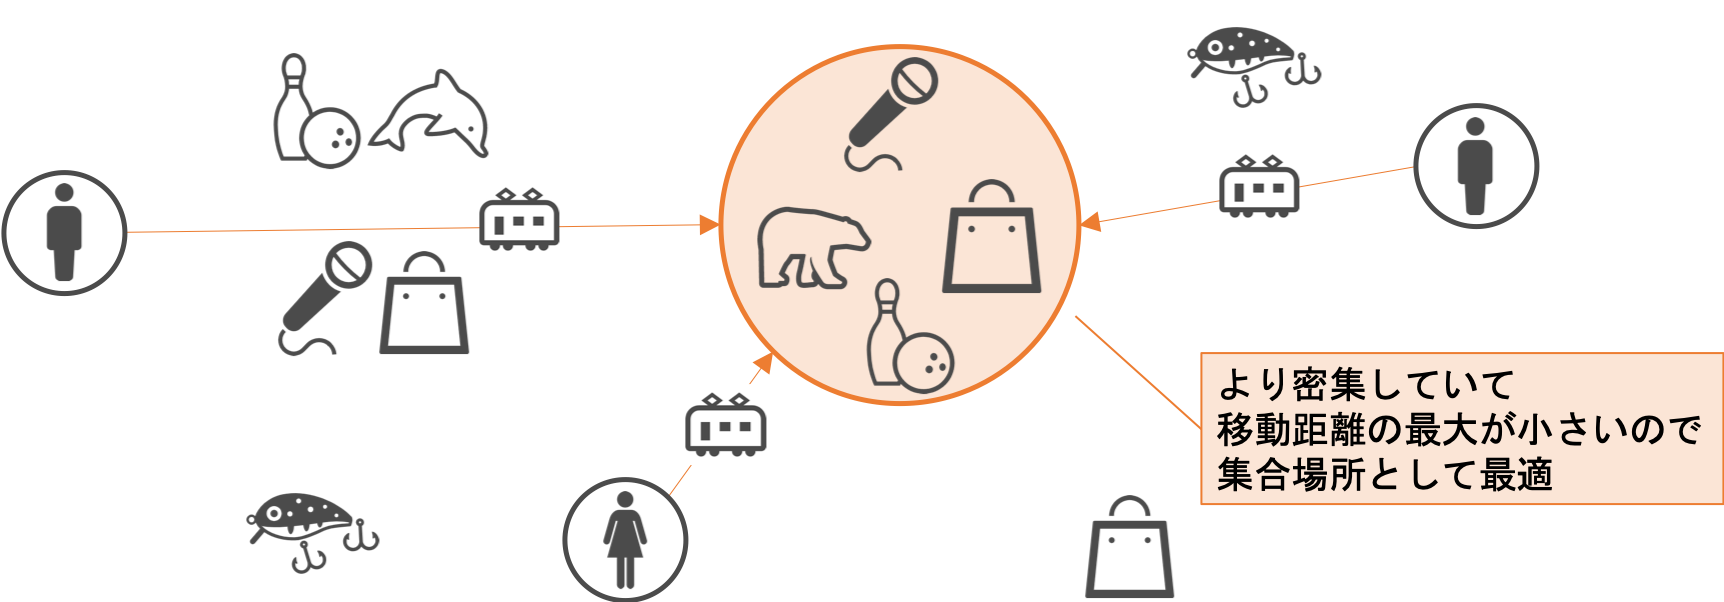 より密集していて
移動距離の最大が小さいので
集合場所として最適